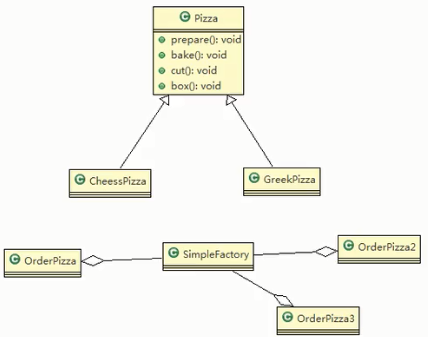 C Pizza
prepare(): void
bake(): void
cut(): void
box(): void
C CheessPizza
C GreekPizza
C OrderPizza
C SimpleFactory
C OrderPizza2
C OrderPizza3